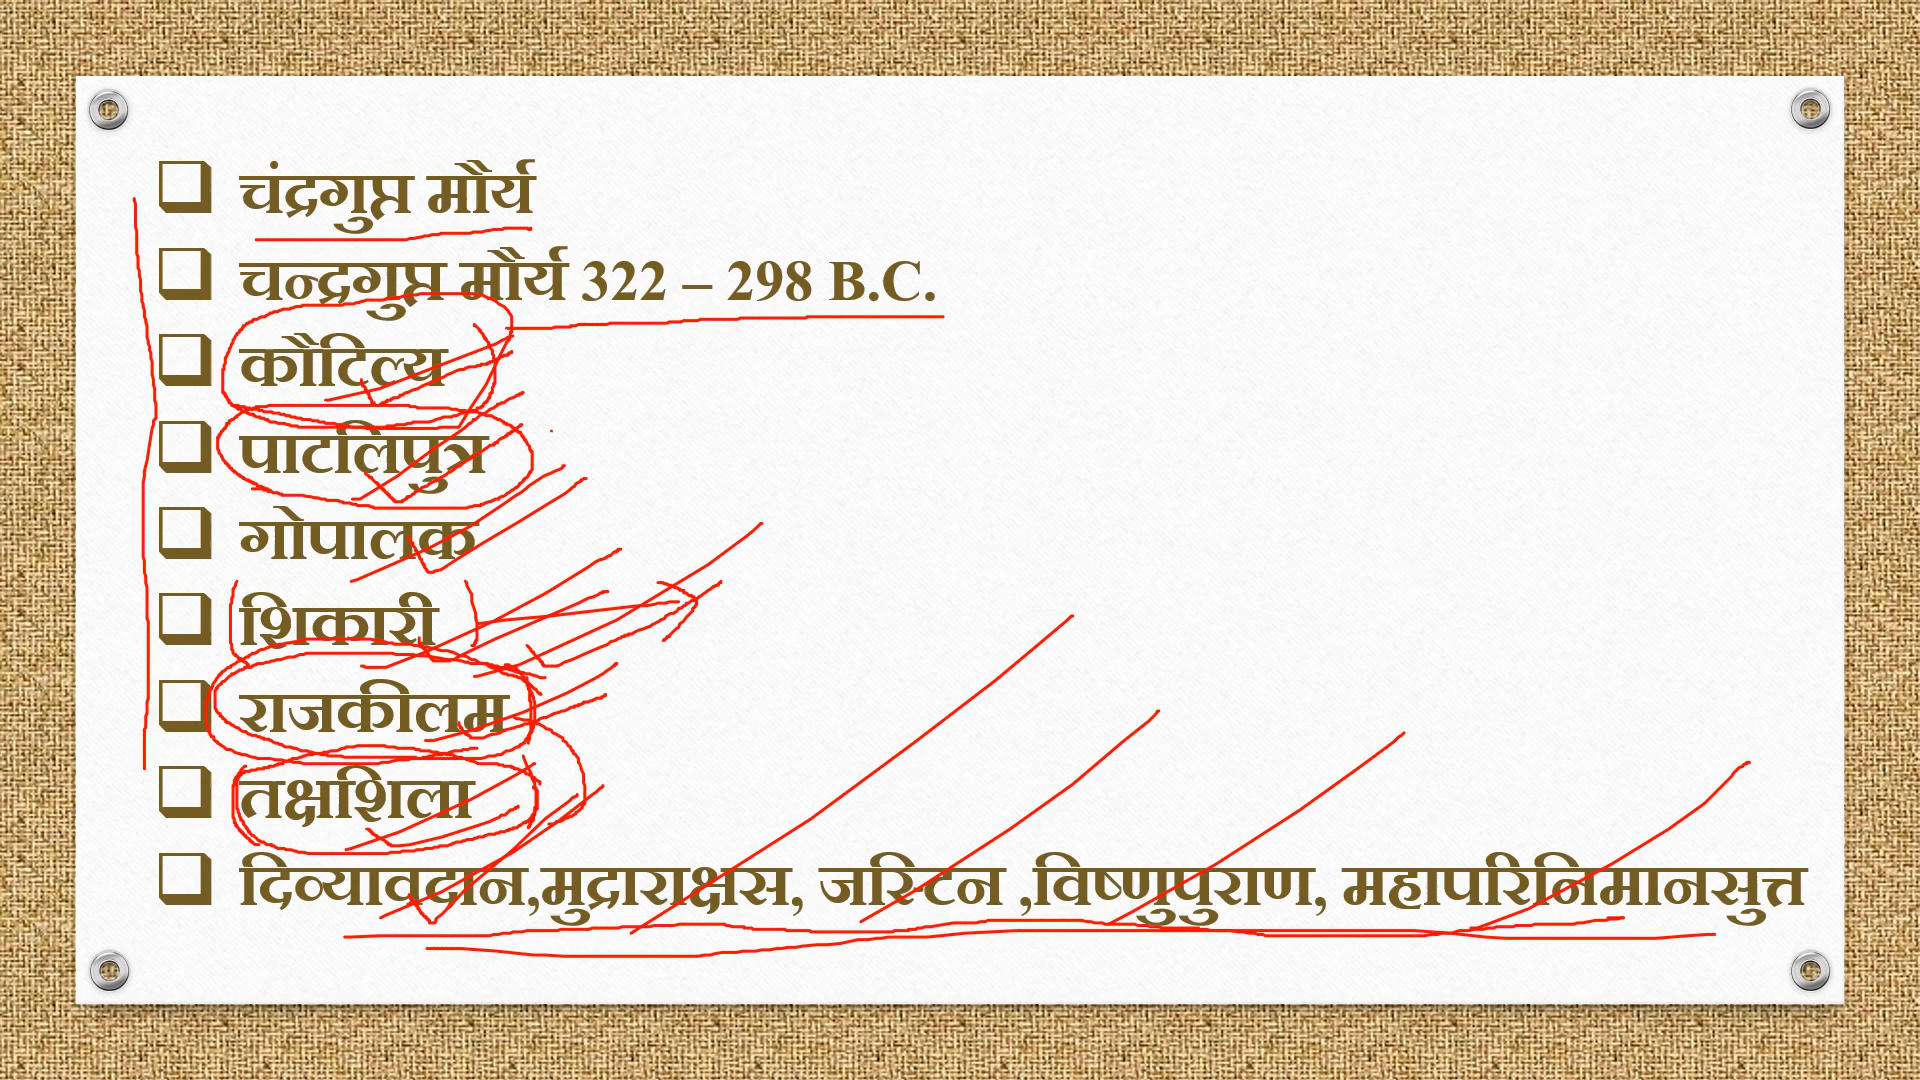 चंद्रगुप्त मौर्य
चन्द्रगुप्त मौर्य 322 – 298 B.C.
कौटिल्य
पाटलिपुत्र
गोपालक
शिकारी
राजकीलम
तक्षशिला
दिव्यावदान,मुद्राराक्षस, जस्टिन ,विष्णुपुराण, महापरिनिमानसुत्त